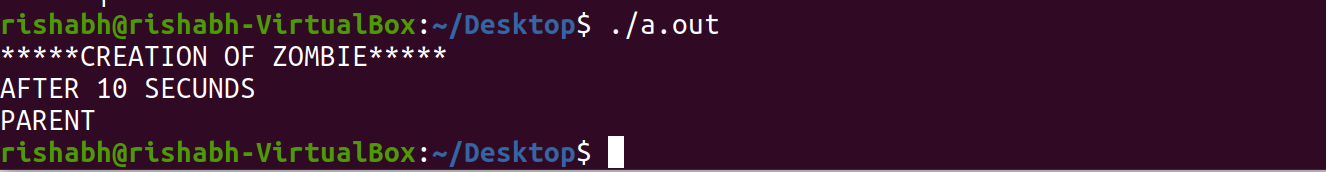 rishabh@rishabh-VirtualBox:~/Desktop$ ./a.out
*****CREATION OF ZOMBIE*****
AFTER 10 SECUNDS
PARENT
rishabh@rishabh-VirtualBox:~/Desktop$